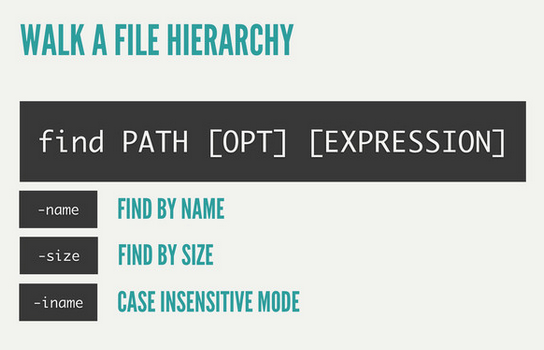 WALK A FILE HIERARCHY
find PATH [OPT] [EXPRESSION]
-name FIND BY NAME
-size FIND BY SIZE
-iname CASE INSENSITIVE MODE